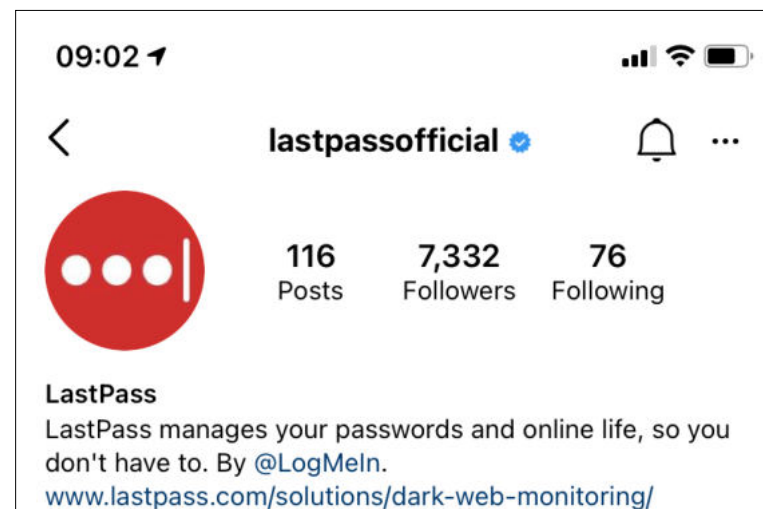 09:02
lastpassofficial
116 7,332 76
Posts Followers Following
LastPass
LastPass manages your passwords and online life, so you
don't have to. By @LogMeIn.
www.lastpass.com/solutions/dark-web-monitoring/